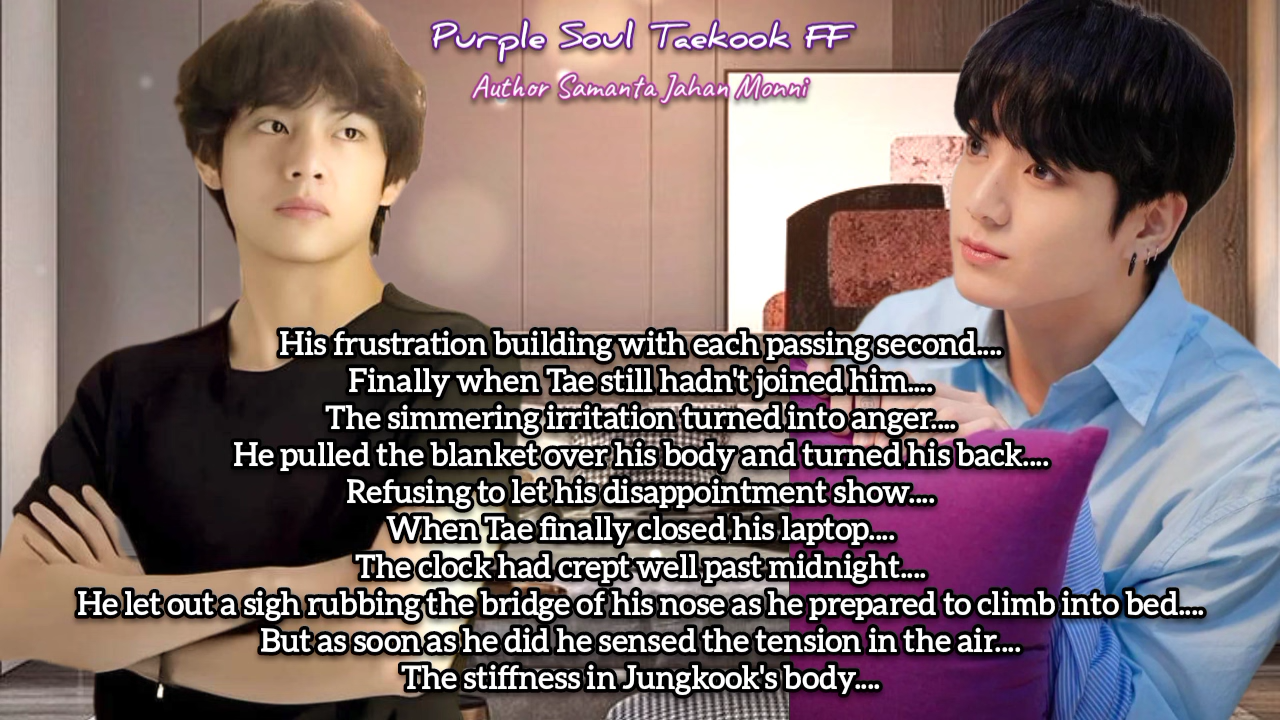 Purple Soul Taekook FF
Author Samanta Jahan Monni
His frustration building with each passing second....
Finally when Tae still hadn't joined him....
The simmering irritation turned into anger....
He pulled the blanket over his body and turned his back....
Refusing to let his disappointment show....
When Tae finally closed his laptop....
The clock had crept well past midnight....
He let out a sigh rubbing the bridge of his nose as he prepared to climb into bed....
But as soon as he did he sensed the tension in the air....
The stiffness in Jungkook's body....